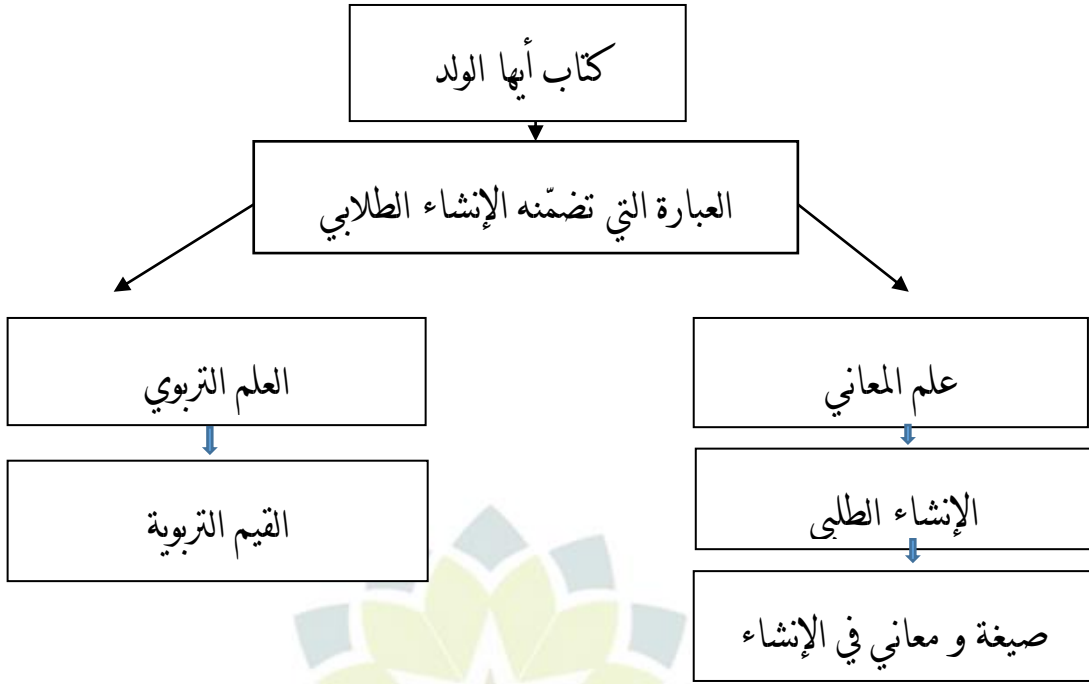 كتاب أيها الولد
العبارة التي تضمّنه الإنشاء الطلابي
علم المعاني
العلم التربوي
الإنشاء الطلبي
القيم التربوية
صيغة و معاني في الإنشاء